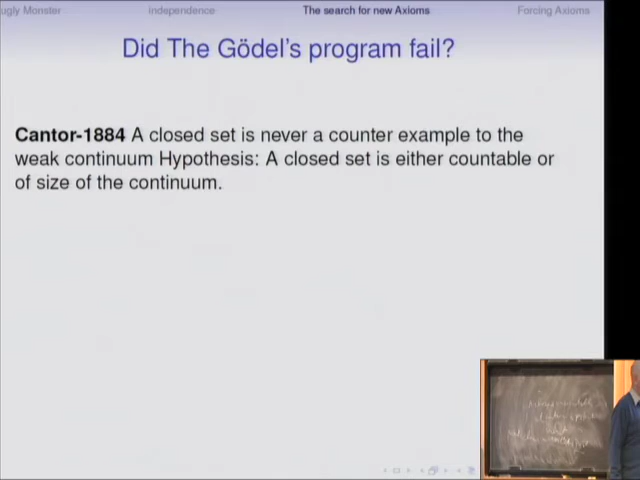 ugly Monster
independence
The search for new Axioms
Forcing Axioms
Did The Gödel's program fail?
Cantor-1884 A closed set is never a counter example to the
weak continuum Hypothesis: A closed set is either countable or
of size of the continuum.